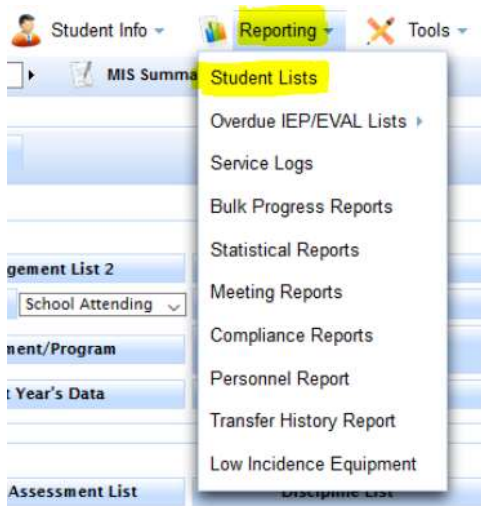 Student Info Reporting Tools
MIS Summa
Student Lists
Overdue IEP/EVAL Lists
Service Logs
Bulk Progress Reports
Statistical Reports
gement List 2
Meeting Reports
School Attending
Compliance Reports
ment/Program
Personnel Report
t Year's Data
Transfer History Report
Low Incidence Equipment
Assessment List Discipline List